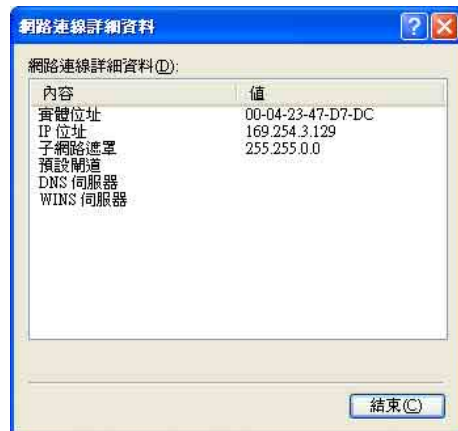 網路連線詳細資料
網路連線詳細資料(D):
內容 值
實體位址 00-04-23-47-D7-DC
IP 位址 169.254.3.129
子網路遮罩 255.255.0.0
預設閘道
DNS 伺服器
WINS 伺服器
結束(C)